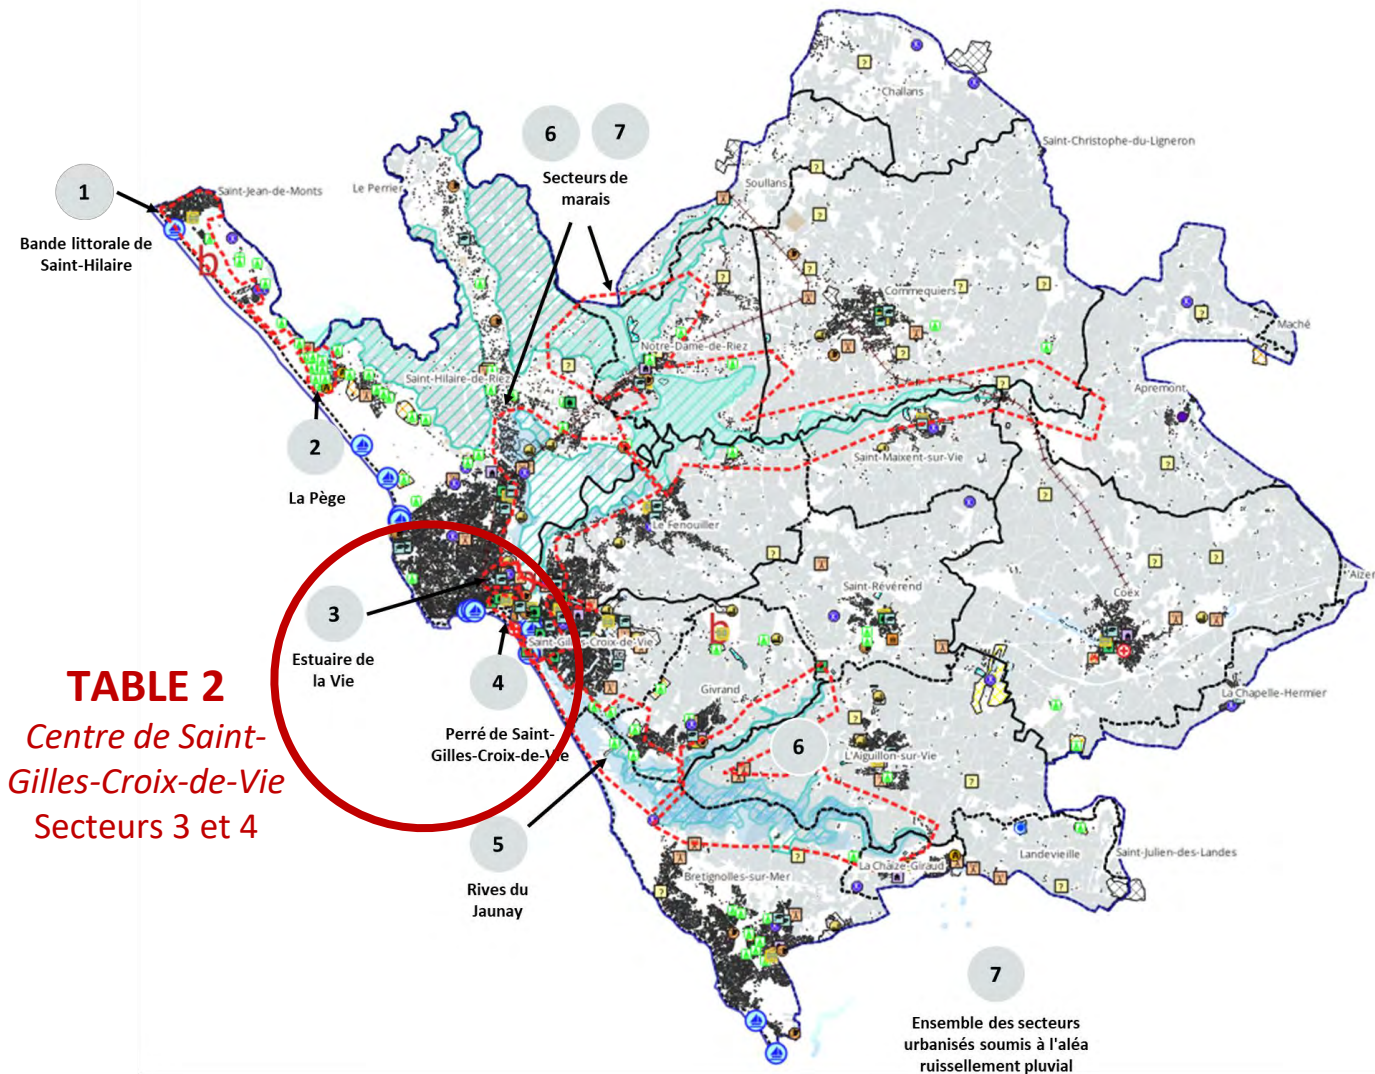 Challans
Saint-Christophe-du-Ligneron
6
7
Secteurs de
marais
Soullans
1
Saint-Jean-de-Monts
Le Perrier
Bande littorale de
Saint-Hilaire
b
Commequiers
Maché
Notre-Dame-de-Riez
Saint-Hilaire-de-Riez
Apremont
2
La Pège
Saint-Maixent-sur-Vie
Le Fenouiller
3
Saint-Révérend
Coëx
Aizen
Estuaire de
la Vie
Saint-Gilles-Croix-de-Vie
b
4
Givrand
La Chapelle-Hermier
TABLE 2
Centre de Saint-
Gilles-Croix-de-Vie
Secteurs 3 et 4
Perré de Saint-
Gilles-Croix-de-Vie
6
L'Aiguillon-sur-Vie
5
Rives du
Jaunay
La Chaize-Giraud
Landevieille
Saint-Julien-des-Landes
Bretignolles-sur-Mer
7
Ensemble des secteurs
urbanisés soumis à l'aléa
ruissellement pluvial